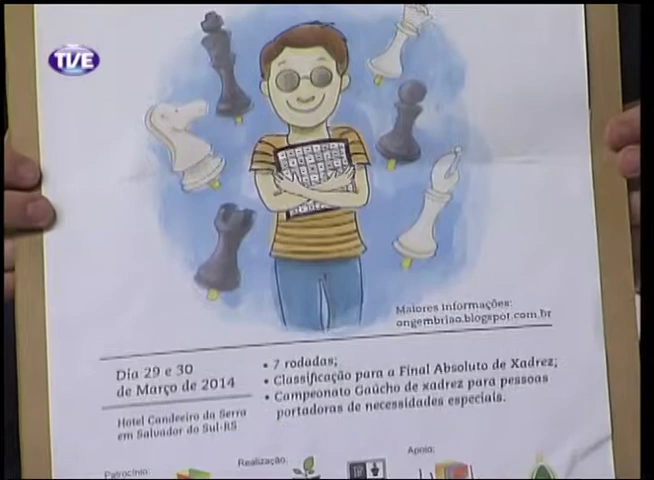 TVE
Maiores informações:
ongembriao.blogspot.com.br
Dia 29 e 30
de Março de 2014
Hotel Candeeiro da Serra
em Salvador do Sul-RS
• 7 rodadas;
• Classificação para a Final Absoluto de Xadrez;
• Campeonato Gaúcho de xadrez para pessoas
portadoras de necessidades especiais.
Patrocínio:
Realização:
Apoio: